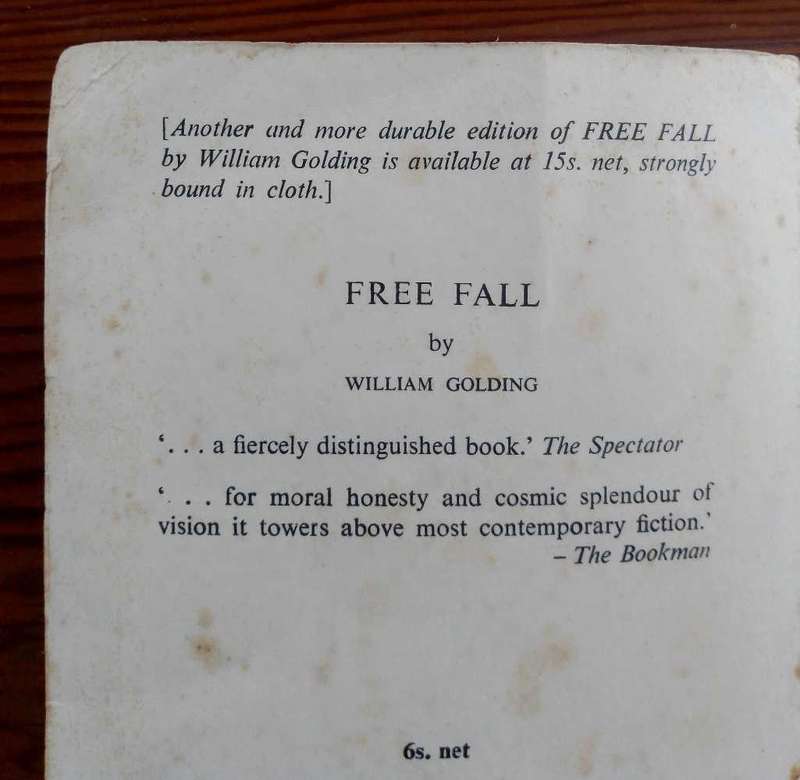 [Another and more durable edition of FREE FALL
by William Golding is available at 15s. net, strongly
bound in cloth.]
FREE FALL
by
WILLIAM GOLDING
‘. . . a fiercely distinguished book.’ The Spectator
‘. . . for moral honesty and cosmic splendour of
vision it towers above most contemporary fiction.’
– The Bookman
6s. net